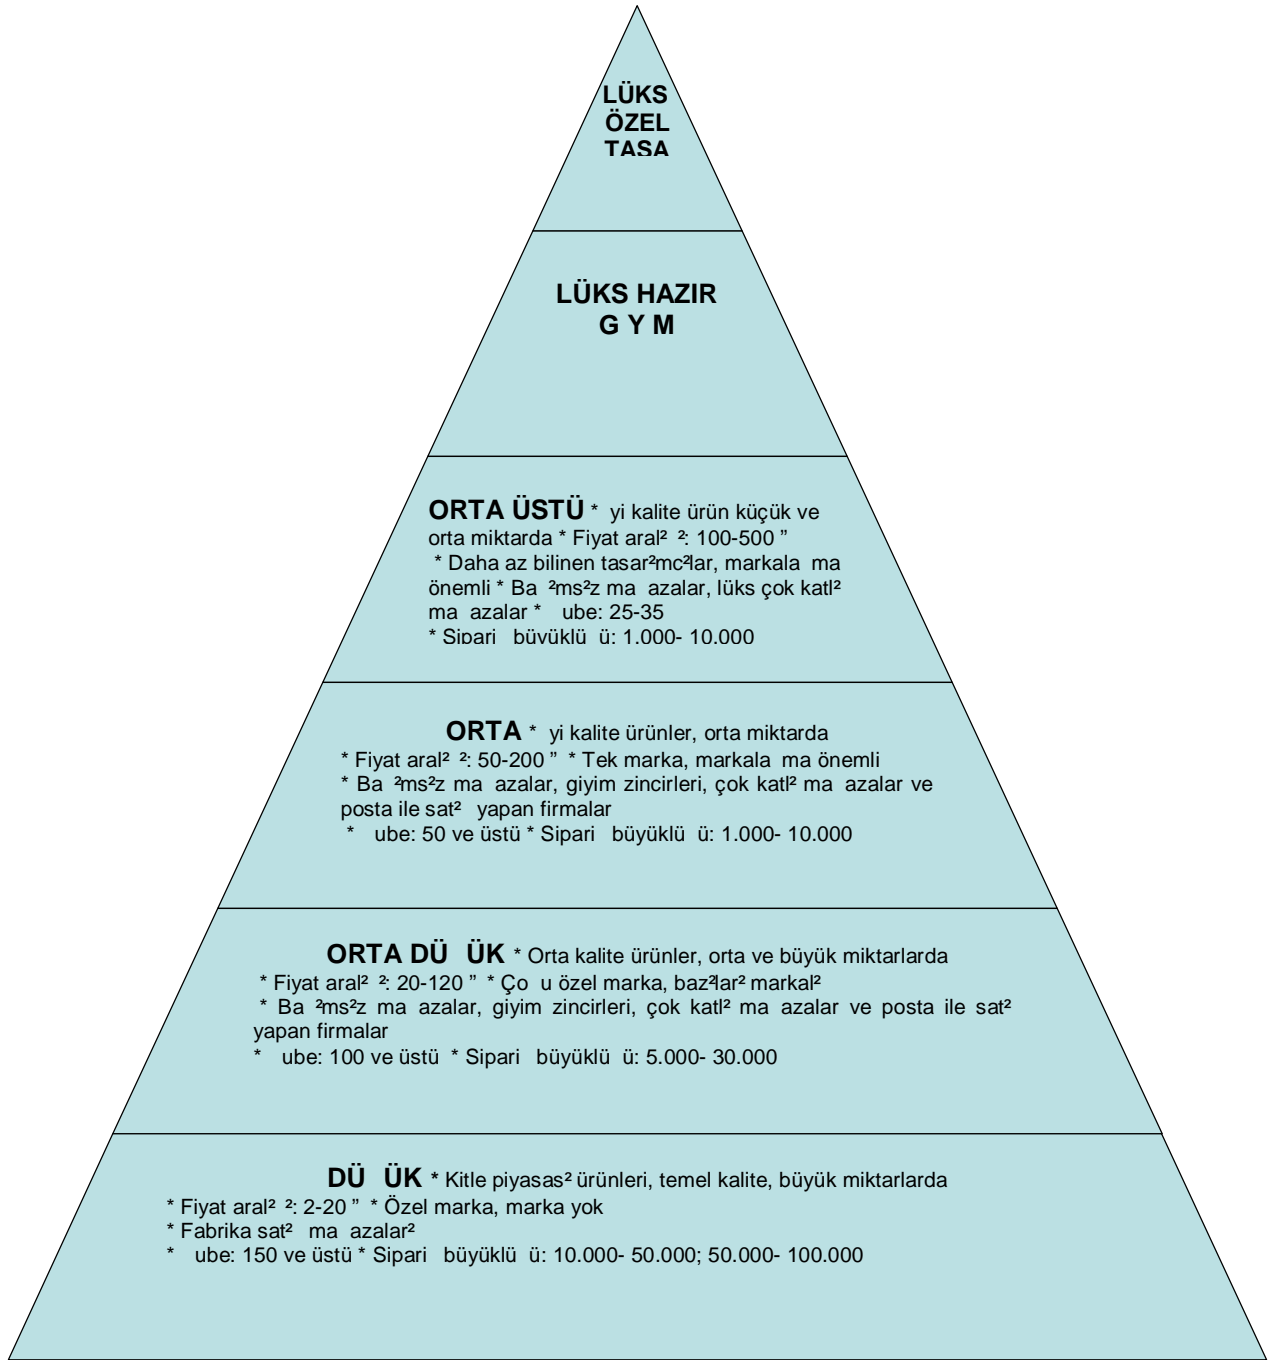 LÜKS
ÖZEL
TASA
LÜKS HAZIR
G Y M
ORTA ÜSTÜ * yi kalite ürün küçük ve
orta miktarda * Fiyat aral² ²: 100-500 ”
* Daha az bilinen tasar²mc²lar, markala ma
önemli * Ba ²ms²z ma azalar, lüks çok katl²
ma azalar * ube: 25-35
* Sipari büyüklü ü: 1.000- 10.000
ORTA * yi kalite ürünler, orta miktarda
* Fiyat aral² ²: 50-200 ” * Tek marka, markala ma önemli
* Ba ²ms²z ma azalar, giyim zincirleri, çok katl² ma azalar ve
posta ile sat² yapan firmalar
* ube: 50 ve üstü * Sipari büyüklü ü: 1.000- 10.000
ORTA DÜ ÜK * Orta kalite ürünler, orta ve büyük miktarlarda
* Fiyat aral² ²: 20-120 ” * Ço u özel marka, baz²lar² markal²
* Ba ²ms²z ma azalar, giyim zincirleri, çok katl² ma azalar ve posta ile sat²
yapan firmalar
* ube: 100 ve üstü * Sipari büyüklü ü: 5.000- 30.000
DÜ ÜK * Kitle piyasas² ürünleri, temel kalite, büyük miktarlarda
* Fiyat aral² ²: 2-20 ” * Özel marka, marka yok
* Fabrika sat² ma azalar²
* ube: 150 ve üstü * Sipari büyüklü ü: 10.000- 50.000; 50.000- 100.000